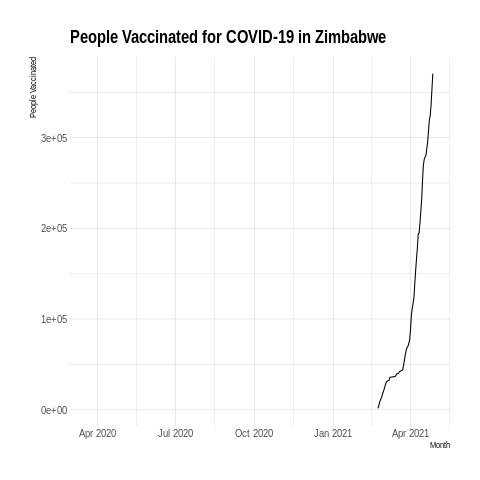 People Vaccinated for COVID-19 in Zimbabwe
People Vaccinated
3e+05
2e+05
1e+05
0e+00
Apr 2020 Jul 2020 Oct 2020 Jan 2021 Apr 2021
Month